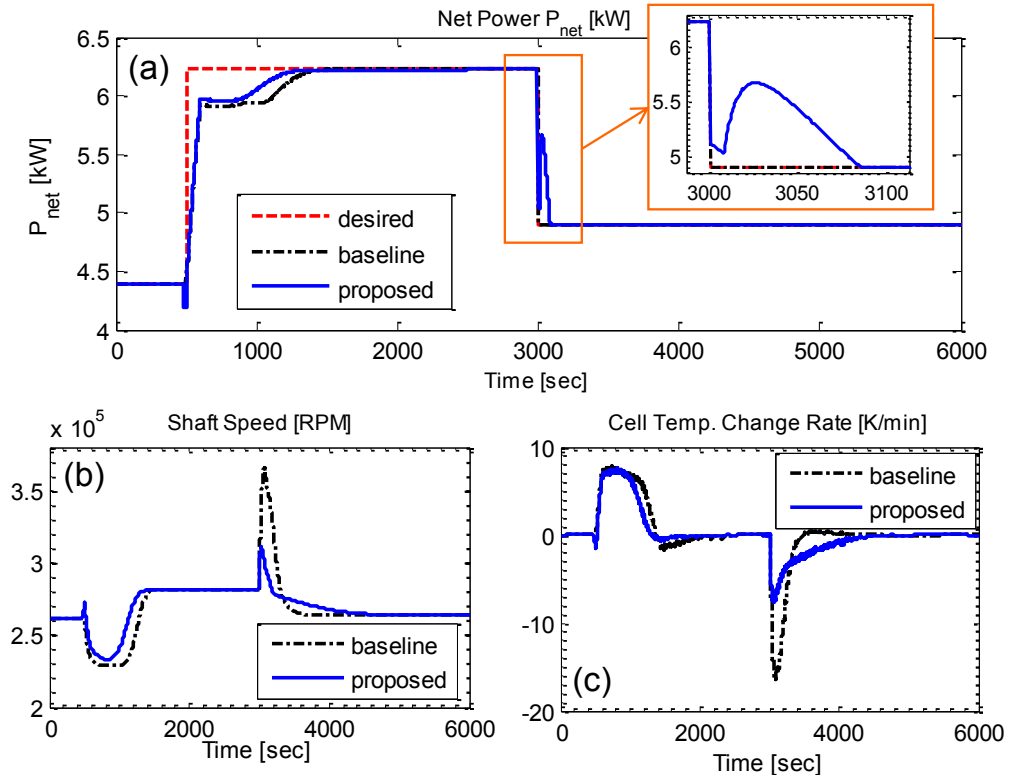 Net Power P_net [kW]
(a)
P_net [kW]
6.5
6
5.5
5
4.5
4
desired
baseline
proposed
6
5.5
5
3000 3050 3100
0 1000 2000 3000 4000 5000 6000
Time [sec]
x 10^5
Shaft Speed [RPM]
(b)
3.5
3
2.5
2
baseline
proposed
0 2000 4000 6000
Time [sec]
Cell Temp. Change Rate [K/min]
10
0
-10
-20
baseline
proposed
(c)
0 2000 4000 6000
Time [sec]